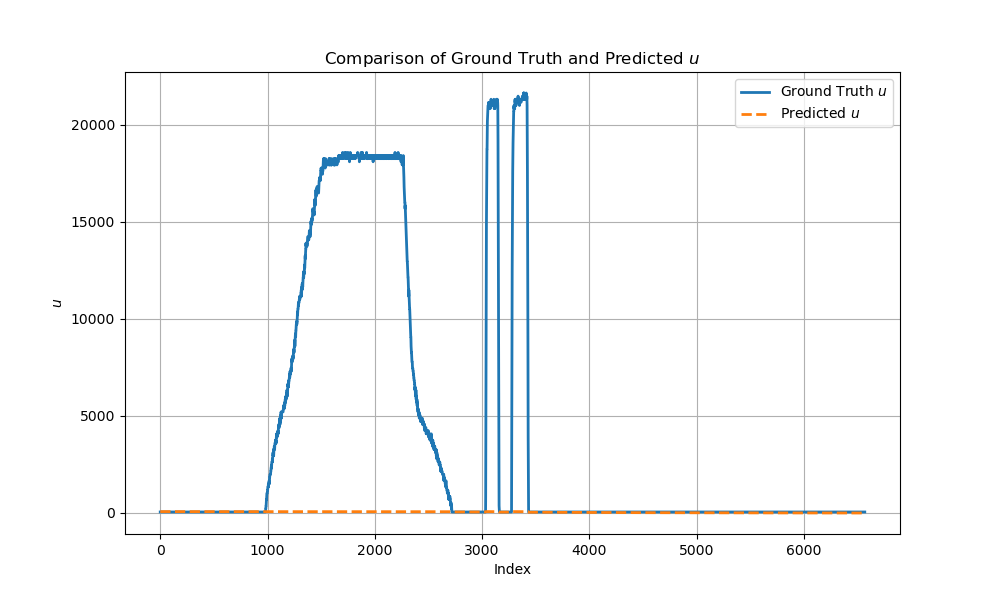 Comparison of Ground Truth and Predicted u
Ground Truth u
Predicted u
20000
15000
10000
5000
0
u
0 1000 2000 3000 4000 5000 6000
Index